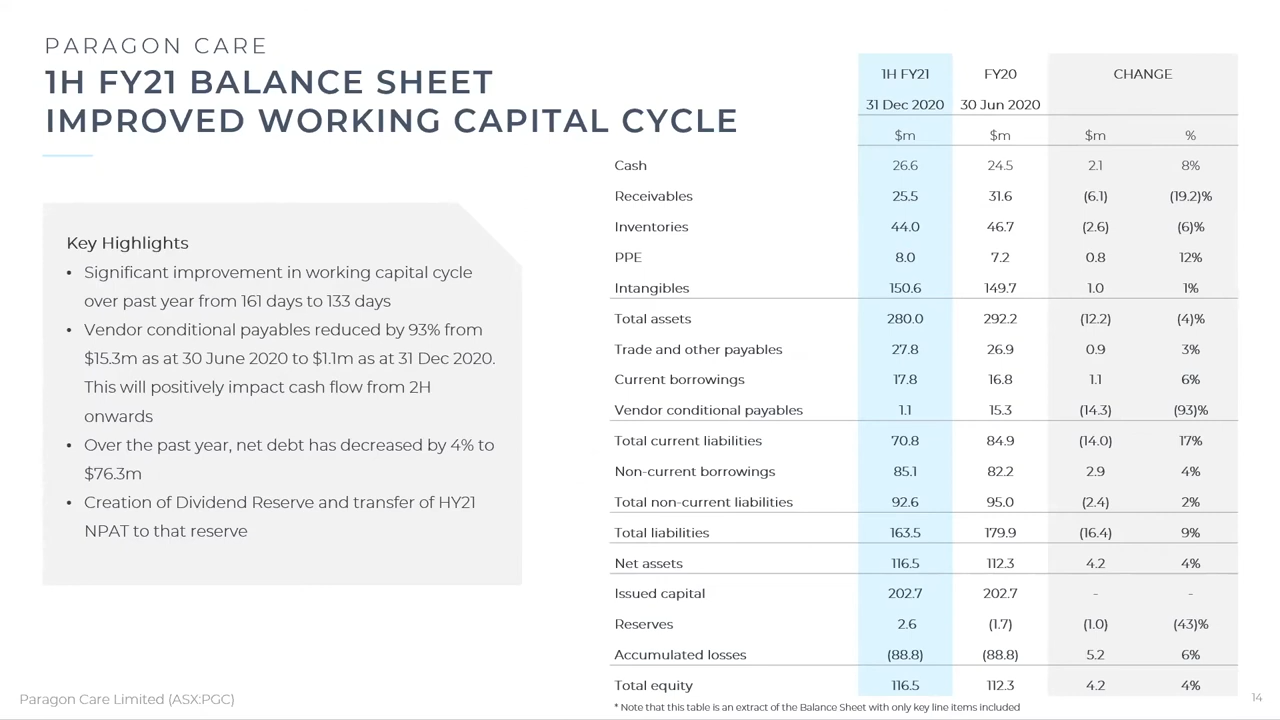 PARAGON CARE
1H FY21 BALANCE SHEET
IMPROVED WORKING CAPITAL CYCLE
Key Highlights
• Significant improvement in working capital cycle
over past year from 161 days to 133 days
• Vendor conditional payables reduced by 93% from
$15.3m as at 30 June 2020 to $1.1m as at 31 Dec 2020.
This will positively impact cash flow from 2H
onwards
• Over the past year, net debt has decreased by 4% to
$76.3m
• Creation of Dividend Reserve and transfer of HY21
NPAT to that reserve
1H FY21 FY20 CHANGE
31 Dec 2020 30 Jun 2020
$m $m $m %
Cash 26.6 24.5 2.1 8%
Receivables 25.5 31.6 (6.1) (19.2)%
Inventories 44.0 46.7 (2.6) (6)%
PPE 8.0 7.2 0.8 12%
Intangibles 150.6 149.7 1.0 1%
Total assets 280.0 292.2 (12.2) (4)%
Trade and other payables 27.8 26.9 0.9 3%
Current borrowings 17.8 16.8 1.1 6%
Vendor conditional payables 1.1 15.3 (14.3) (93)%
Total current liabilities 70.8 84.9 (14.0) 17%
Non-current borrowings 85.1 82.2 2.9 4%
Total non-current liabilities 92.6 95.0 (2.4) 2%
Total liabilities 163.5 179.9 (16.4) 9%
Net assets 116.5 112.3 4.2 4%
Issued capital 202.7 202.7 - -
Reserves 2.6 (1.7) (1.0) (43)%
Accumulated losses (88.8) (88.8) 5.2 6%
Total equity 116.5 112.3 4.2 4%
* Note that this table is an extract of the Balance Sheet with only key line items included
Paragon Care Limited (ASX:PGC)
14